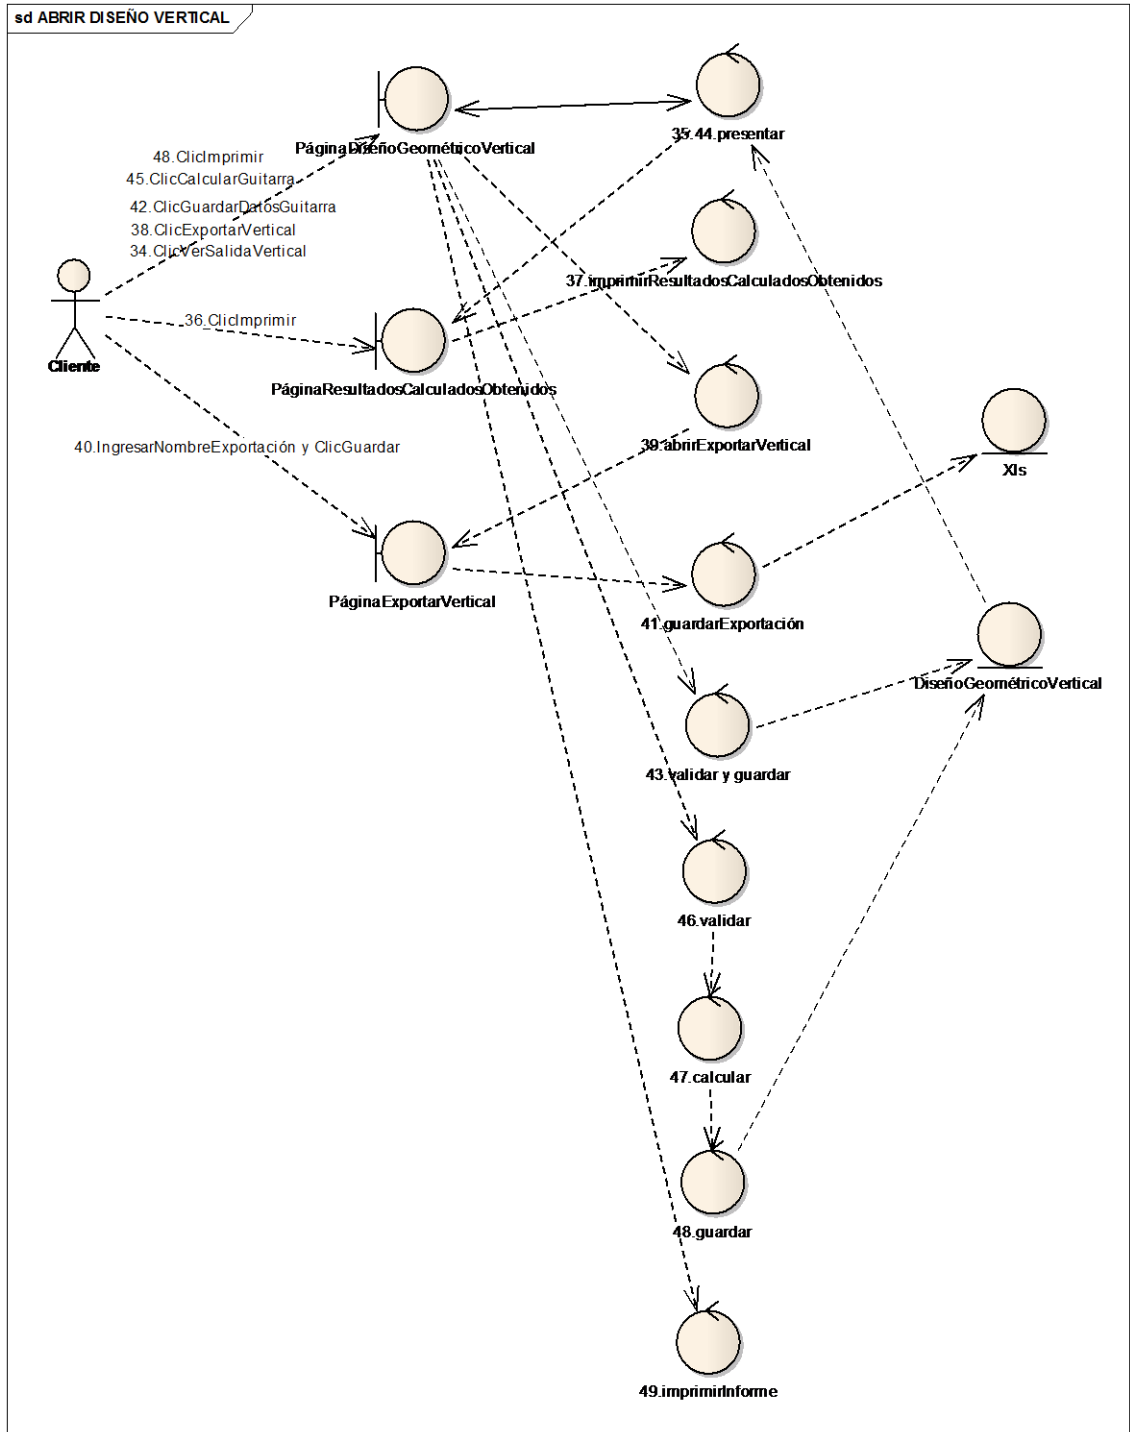 sd ABRIR DISEÑO VERTICAL
35.44.presentar
PáginaDiseñoGeométricoVertical
48.ClicImprimir
45.ClicCalcularGuitarra
42.ClicGuardarDatosGuitarra
38.ClicExportarVertical
34.ClicVerSalidaVertical
37.imprimirResultadosCalculadosObtenidos
36.ClicImprimir
Cliente
PáginaResultadosCalculadosObtenidos
39.abrirExportarVertical
40.IngresarNombreExportación y ClicGuardar
Xls
PáginaExportarVertical
41.guardarExportación
DiseñoGeométricoVertical
43.validar y guardar
46.validar
47.calcular
48.guardar
49.imprimirInforme